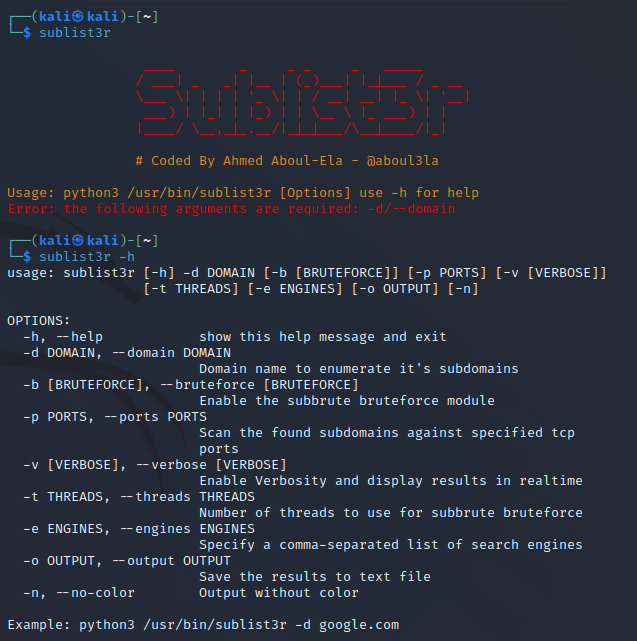 ┌──(kali㉿kali)-[~]
└─$ sublist3r
Sublist3r
# Coded By Ahmed Aboul-Ela - @aboul3la
Usage: python3 /usr/bin/sublist3r [Options] use -h for help
Error: the following arguments are required: -d/--domain
┌──(kali㉿kali)-[~]
└─$ sublist3r -h
usage: sublist3r [-h] -d DOMAIN [-b [BRUTEFORCE]] [-p PORTS] [-v [VERBOSE]]
[-t THREADS] [-e ENGINES] [-o OUTPUT] [-n]
OPTIONS:
-h, --help show this help message and exit
-d DOMAIN, --domain DOMAIN
Domain name to enumerate it's subdomains
-b [BRUTEFORCE], --bruteforce [BRUTEFORCE]
Enable the subbrute bruteforce module
-p PORTS, --ports PORTS
Scan the found subdomains against specified tcp
ports
-v [VERBOSE], --verbose [VERBOSE]
Enable Verbosity and display results in realtime
-t THREADS, --threads THREADS
Number of threads to use for subbrute bruteforce
-e ENGINES, --engines ENGINES
Specify a comma-separated list of search engines
-o OUTPUT, --output OUTPUT
Save the results to text file
-n, --no-color Output without color
Example: python3 /usr/bin/sublist3r -d google.com